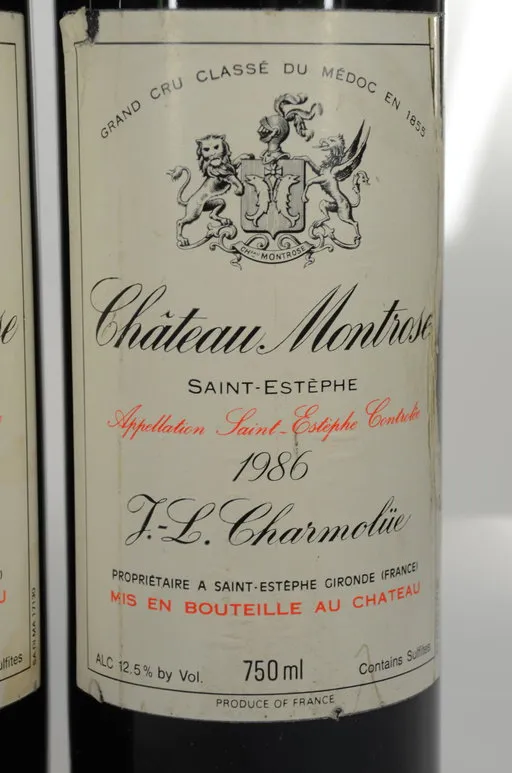 GRAND CRU CLASSÉ DU MÉDOC EN 1855
CHAU MONTROSE
Château Montrose
SAINT-ESTÈPHE
Appellation Saint-Estèphe Contrôlée
1986
J.-L. Charmolüe
PROPRIÉTAIRE A SAINT-ESTÈPHE GIRONDE (FRANCE)
MIS EN BOUTEILLE AU CHATEAU
ALC 12.5% by Vol. 750 ml Contains Sulfites
PRODUCE OF FRANCE